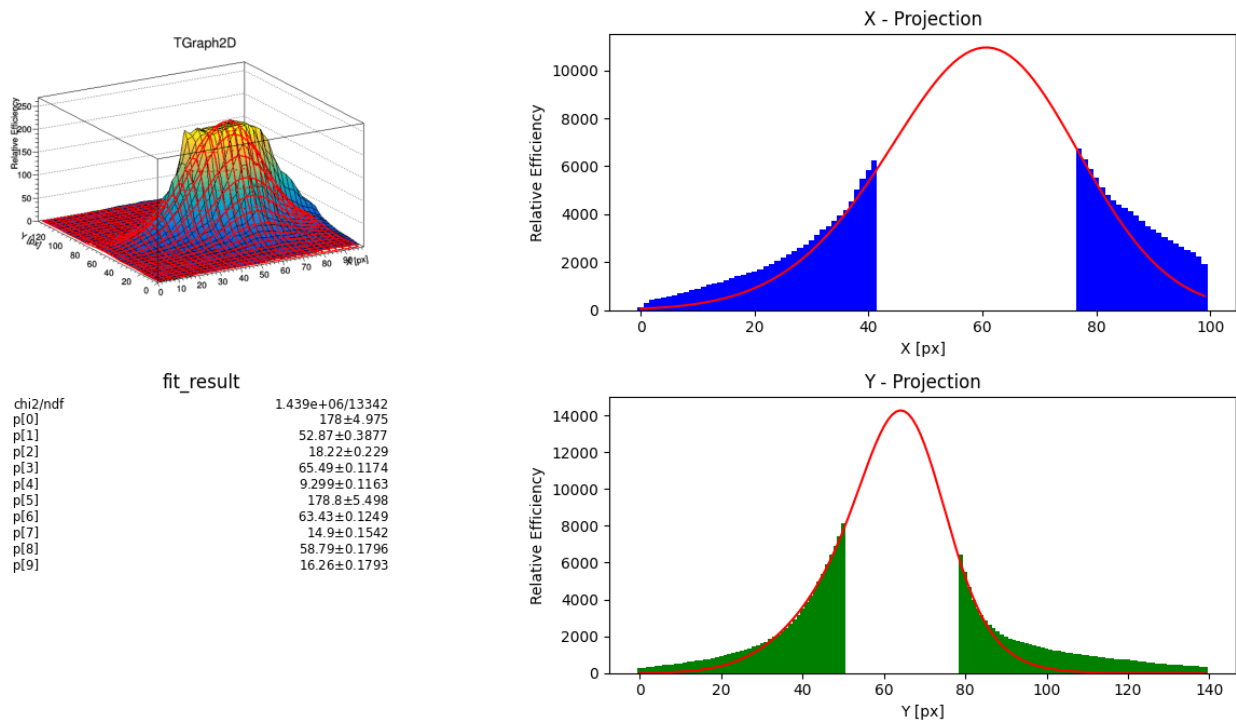 TGraph2D
Relative Efficiency
250
200
150
100
50
0
Y [px]
120
100
80
60
40
20
0
0 10 20 30 40 50 60 70 80 90
X [px]
X - Projection
Relative Efficiency
10000
8000
6000
4000
2000
0
0 20 40 60 80 100
X [px]
fit_result
chi2/ndf 1.439e+06/13342
p[0] 178±4.975
p[1] 52.87±0.3877
p[2] 18.22±0.229
p[3] 65.49±0.1174
p[4] 9.299±0.1163
p[5] 178.8±5.498
p[6] 63.43±0.1249
p[7] 14.9±0.1542
p[8] 58.79±0.1796
p[9] 16.26±0.1793
Y - Projection
Relative Efficiency
14000
12000
10000
8000
6000
4000
2000
0
0 20 40 60 80 100 120 140
Y [px]